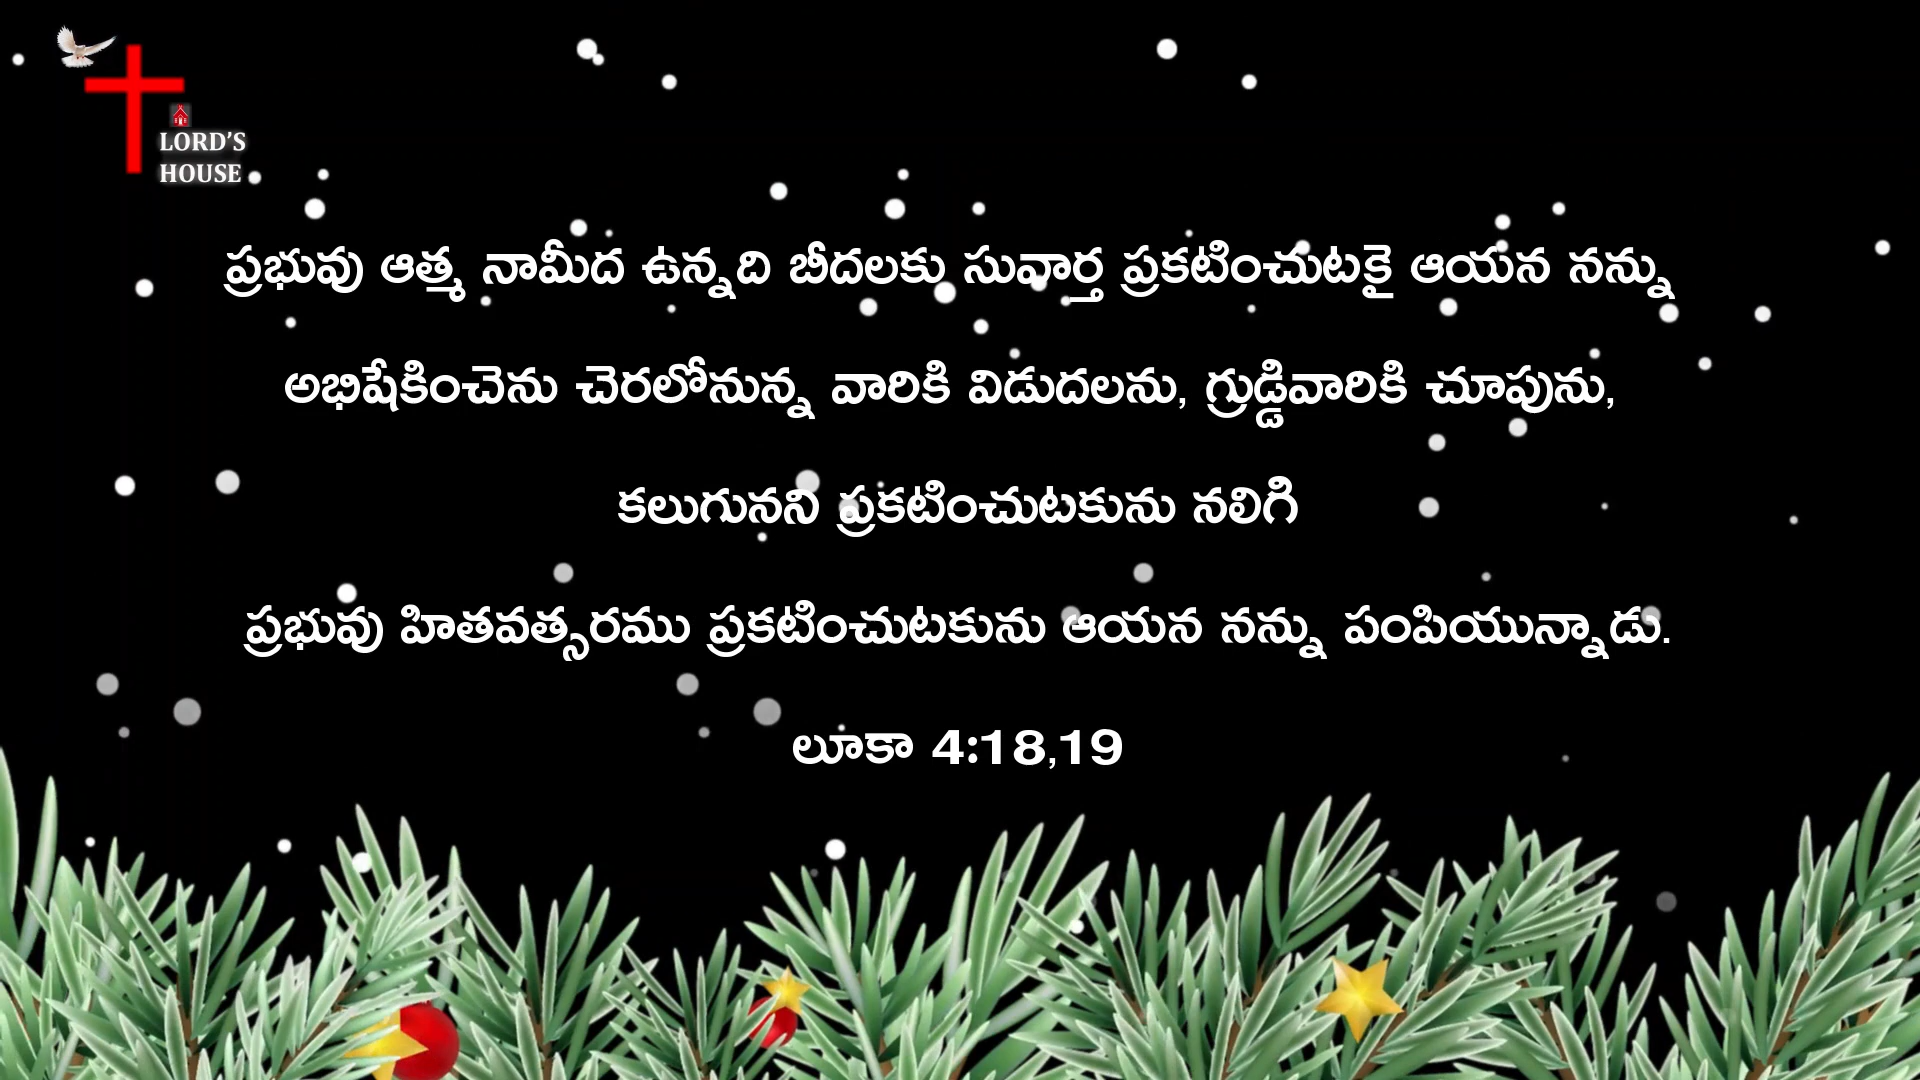 LORD'S
HOUSE
ప్రభువు ఆత్మ నామీద ఉన్నది బీదలకు సువార్త ప్రకటించుటకై ఆయన నన్ను
అభిషేకించెను చెరలోనున్న వారికి విడుదలను, గ్రుడ్డివారికి చూపును,
కలుగునని ప్రకటించుటకును నలిగి
ప్రభువు హితవత్సరము ప్రకటించుటకును ఆయన నన్ను పంపియున్నాడు.
లూకా 4:18,19